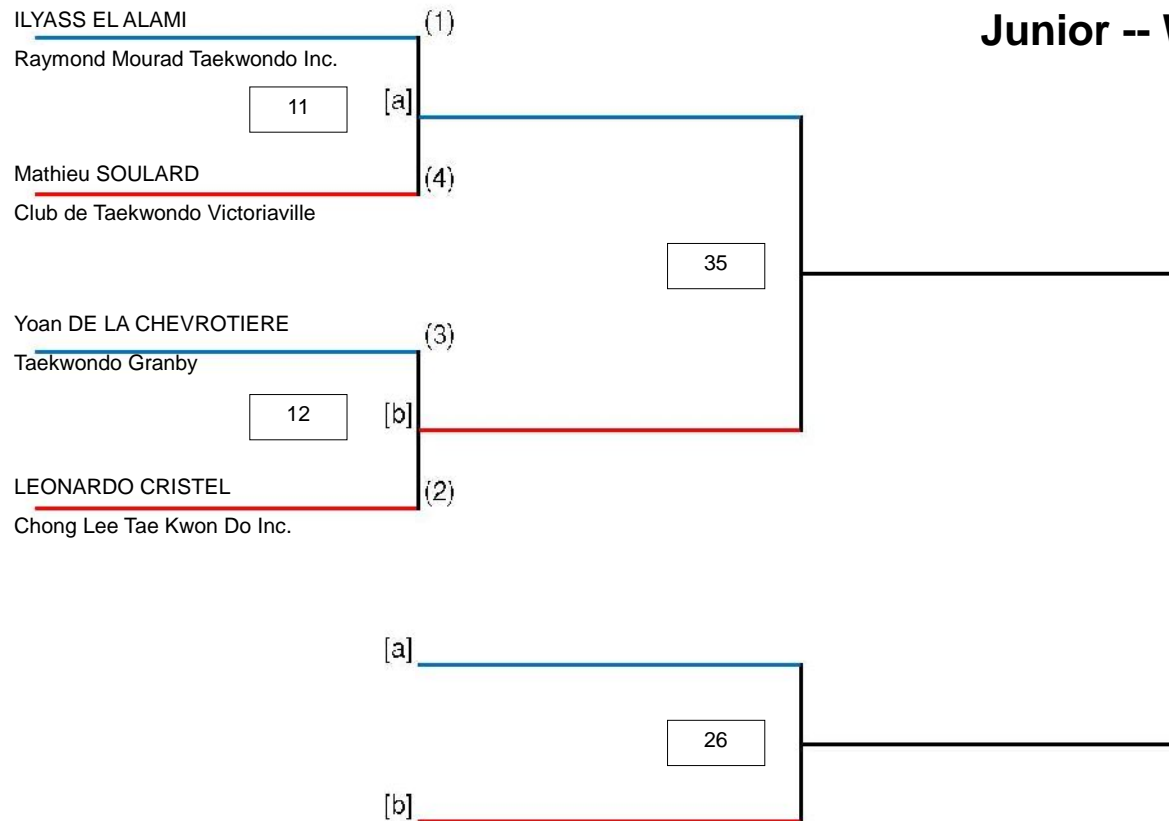 Junior --
ILYASS EL ALAMI
(1)
Raymond Mourad Taekwondo Inc.
11
[a]
Mathieu SOULARD
(4)
Club de Taekwondo Victoriaville
35
Yoan DE LA CHEVROTIERE
(3)
Taekwondo Granby
12
[b]
LEONARDO CRISTEL
(2)
Chong Lee Tae Kwon Do Inc.
[a]
26
[b]